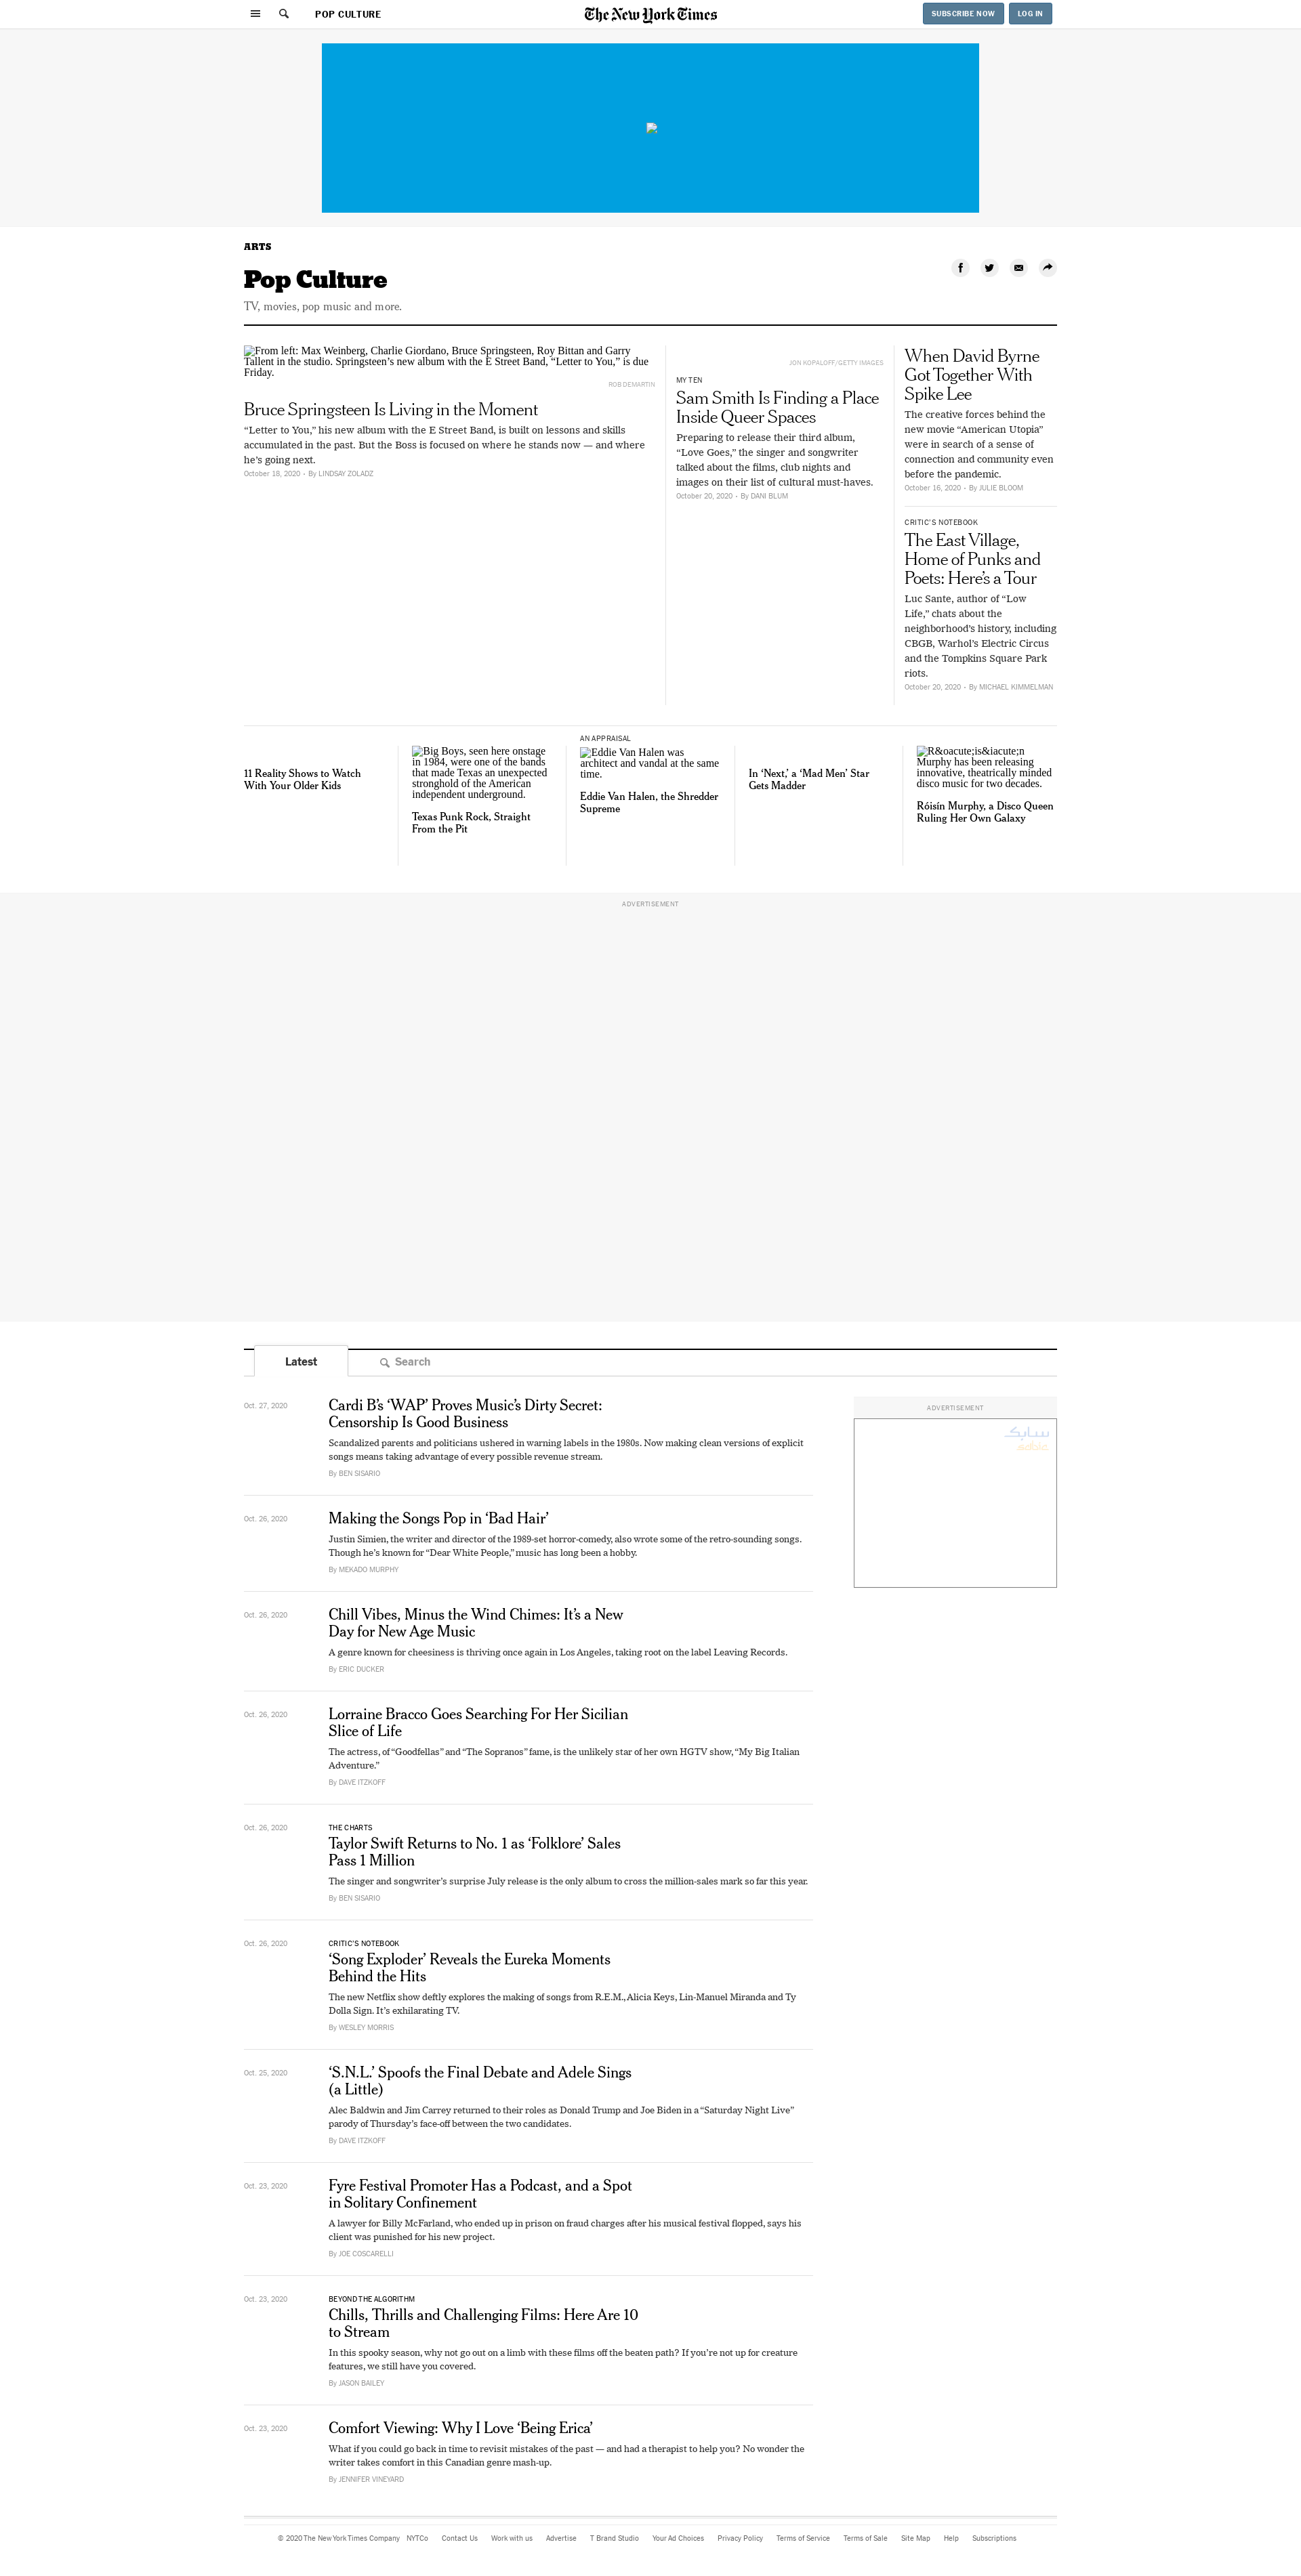 POP CULTURE
The New York Times
SUBSCRIBE NOW
LOG IN
ARTS
Pop Culture
TV, movies, pop music and more.
From left: Max Weinberg, Charlie Giordano, Bruce Springsteen, Roy Bittan and Garry
Tallent in the studio. Springsteen’s new album with the E Street Band, “Letter to You,” is due
Friday.
ROB DEMARTIN
Bruce Springsteen Is Living in the Moment
“Letter to You,” his new album with the E Street Band, is built on lessons and skills
accumulated in the past. But the Boss is focused on where he stands now — and where
he’s going next.
October 18, 2020 - By LINDSAY ZOLADZ
JON KOPALOFF/GETTY IMAGES
MY TEN
Sam Smith Is Finding a Place
Inside Queer Spaces
Preparing to release their third album,
“Love Goes,” the singer and songwriter
talked about the films, club nights and
images on their list of cultural must-haves.
October 20, 2020 - By DANI BLUM
When David Byrne
Got Together With
Spike Lee
The creative forces behind the
new movie “American Utopia”
were in search of a sense of
connection and community even
before the pandemic.
October 16, 2020 - By JULIE BLOOM
CRITIC’S NOTEBOOK
The East Village,
Home of Punks and
Poets: Here’s a Tour
Luc Sante, author of “Low
Life,” chats about the
neighborhood’s history, including
CBGB, Warhol’s Electric Circus
and the Tompkins Square Park
riots.
October 20, 2020 - By MICHAEL KIMMELMAN
11 Reality Shows to Watch
With Your Older Kids
Big Boys, seen here onstage
in 1984, were one of the bands
that made Texas an unexpected
stronghold of the American
independent underground.
Texas Punk Rock, Straight
From the Pit
AN APPRAISAL
Eddie Van Halen was
architect and vandal at the same
time.
Eddie Van Halen, the Shredder
Supreme
In ‘Next,’ a ‘Mad Men’ Star
Gets Madder
R&oacute;is&iacute;n
Murphy has been releasing
innovative, theatrically minded
disco music for two decades.
Róisín Murphy, a Disco Queen
Ruling Her Own Galaxy
ADVERTISEMENT
Latest
Search
Oct. 27, 2020
Cardi B’s ‘WAP’ Proves Music’s Dirty Secret:
Censorship Is Good Business
Scandalized parents and politicians ushered in warning labels in the 1980s. Now making clean versions of explicit
songs means taking advantage of every possible revenue stream.
By BEN SISARIO
ADVERTISEMENT
سابك
Oct. 26, 2020
Making the Songs Pop in ‘Bad Hair’
Justin Simien, the writer and director of the 1989-set horror-comedy, also wrote some of the retro-sounding songs.
Though he’s known for “Dear White People,” music has long been a hobby.
By MEKADO MURPHY
Oct. 26, 2020
Chill Vibes, Minus the Wind Chimes: It’s a New
Day for New Age Music
A genre known for cheesiness is thriving once again in Los Angeles, taking root on the label Leaving Records.
By ERIC DUCKER
Oct. 26, 2020
Lorraine Bracco Goes Searching For Her Sicilian
Slice of Life
The actress, of “Goodfellas” and “The Sopranos” fame, is the unlikely star of her own HGTV show, “My Big Italian
Adventure.”
By DAVE ITZKOFF
Oct. 26, 2020
THE CHARTS
Taylor Swift Returns to No. 1 as ‘Folklore’ Sales
Pass 1 Million
The singer and songwriter’s surprise July release is the only album to cross the million-sales mark so far this year.
By BEN SISARIO
Oct. 26, 2020
CRITIC’S NOTEBOOK
‘Song Exploder’ Reveals the Eureka Moments
Behind the Hits
The new Netflix show deftly explores the making of songs from R.E.M., Alicia Keys, Lin-Manuel Miranda and Ty
Dolla Sign. It’s exhilarating TV.
By WESLEY MORRIS
Oct. 25, 2020
‘S.N.L.’ Spoofs the Final Debate and Adele Sings
(a Little)
Alec Baldwin and Jim Carrey returned to their roles as Donald Trump and Joe Biden in a “Saturday Night Live”
parody of Thursday’s face-off between the two candidates.
By DAVE ITZKOFF
Oct. 23, 2020
Fyre Festival Promoter Has a Podcast, and a Spot
in Solitary Confinement
A lawyer for Billy McFarland, who ended up in prison on fraud charges after his musical festival flopped, says his
client was punished for his new project.
By JOE COSCARELLI
Oct. 23, 2020
BEYOND THE ALGORITHM
Chills, Thrills and Challenging Films: Here Are 10
to Stream
In this spooky season, why not go out on a limb with these films off the beaten path? If you’re not up for creature
features, we still have you covered.
By JASON BAILEY
Oct. 23, 2020
Comfort Viewing: Why I Love ‘Being Erica’
What if you could go back in time to revisit mistakes of the past — and had a therapist to help you? No wonder the
writer takes comfort in this Canadian genre mash-up.
By JENNIFER VINEYARD
© 2020 The New York Times Company NYTCo Contact Us Work with us Advertise T Brand Studio Your Ad Choices Privacy Policy Terms of Service Terms of Sale Site Map Help Subscriptions